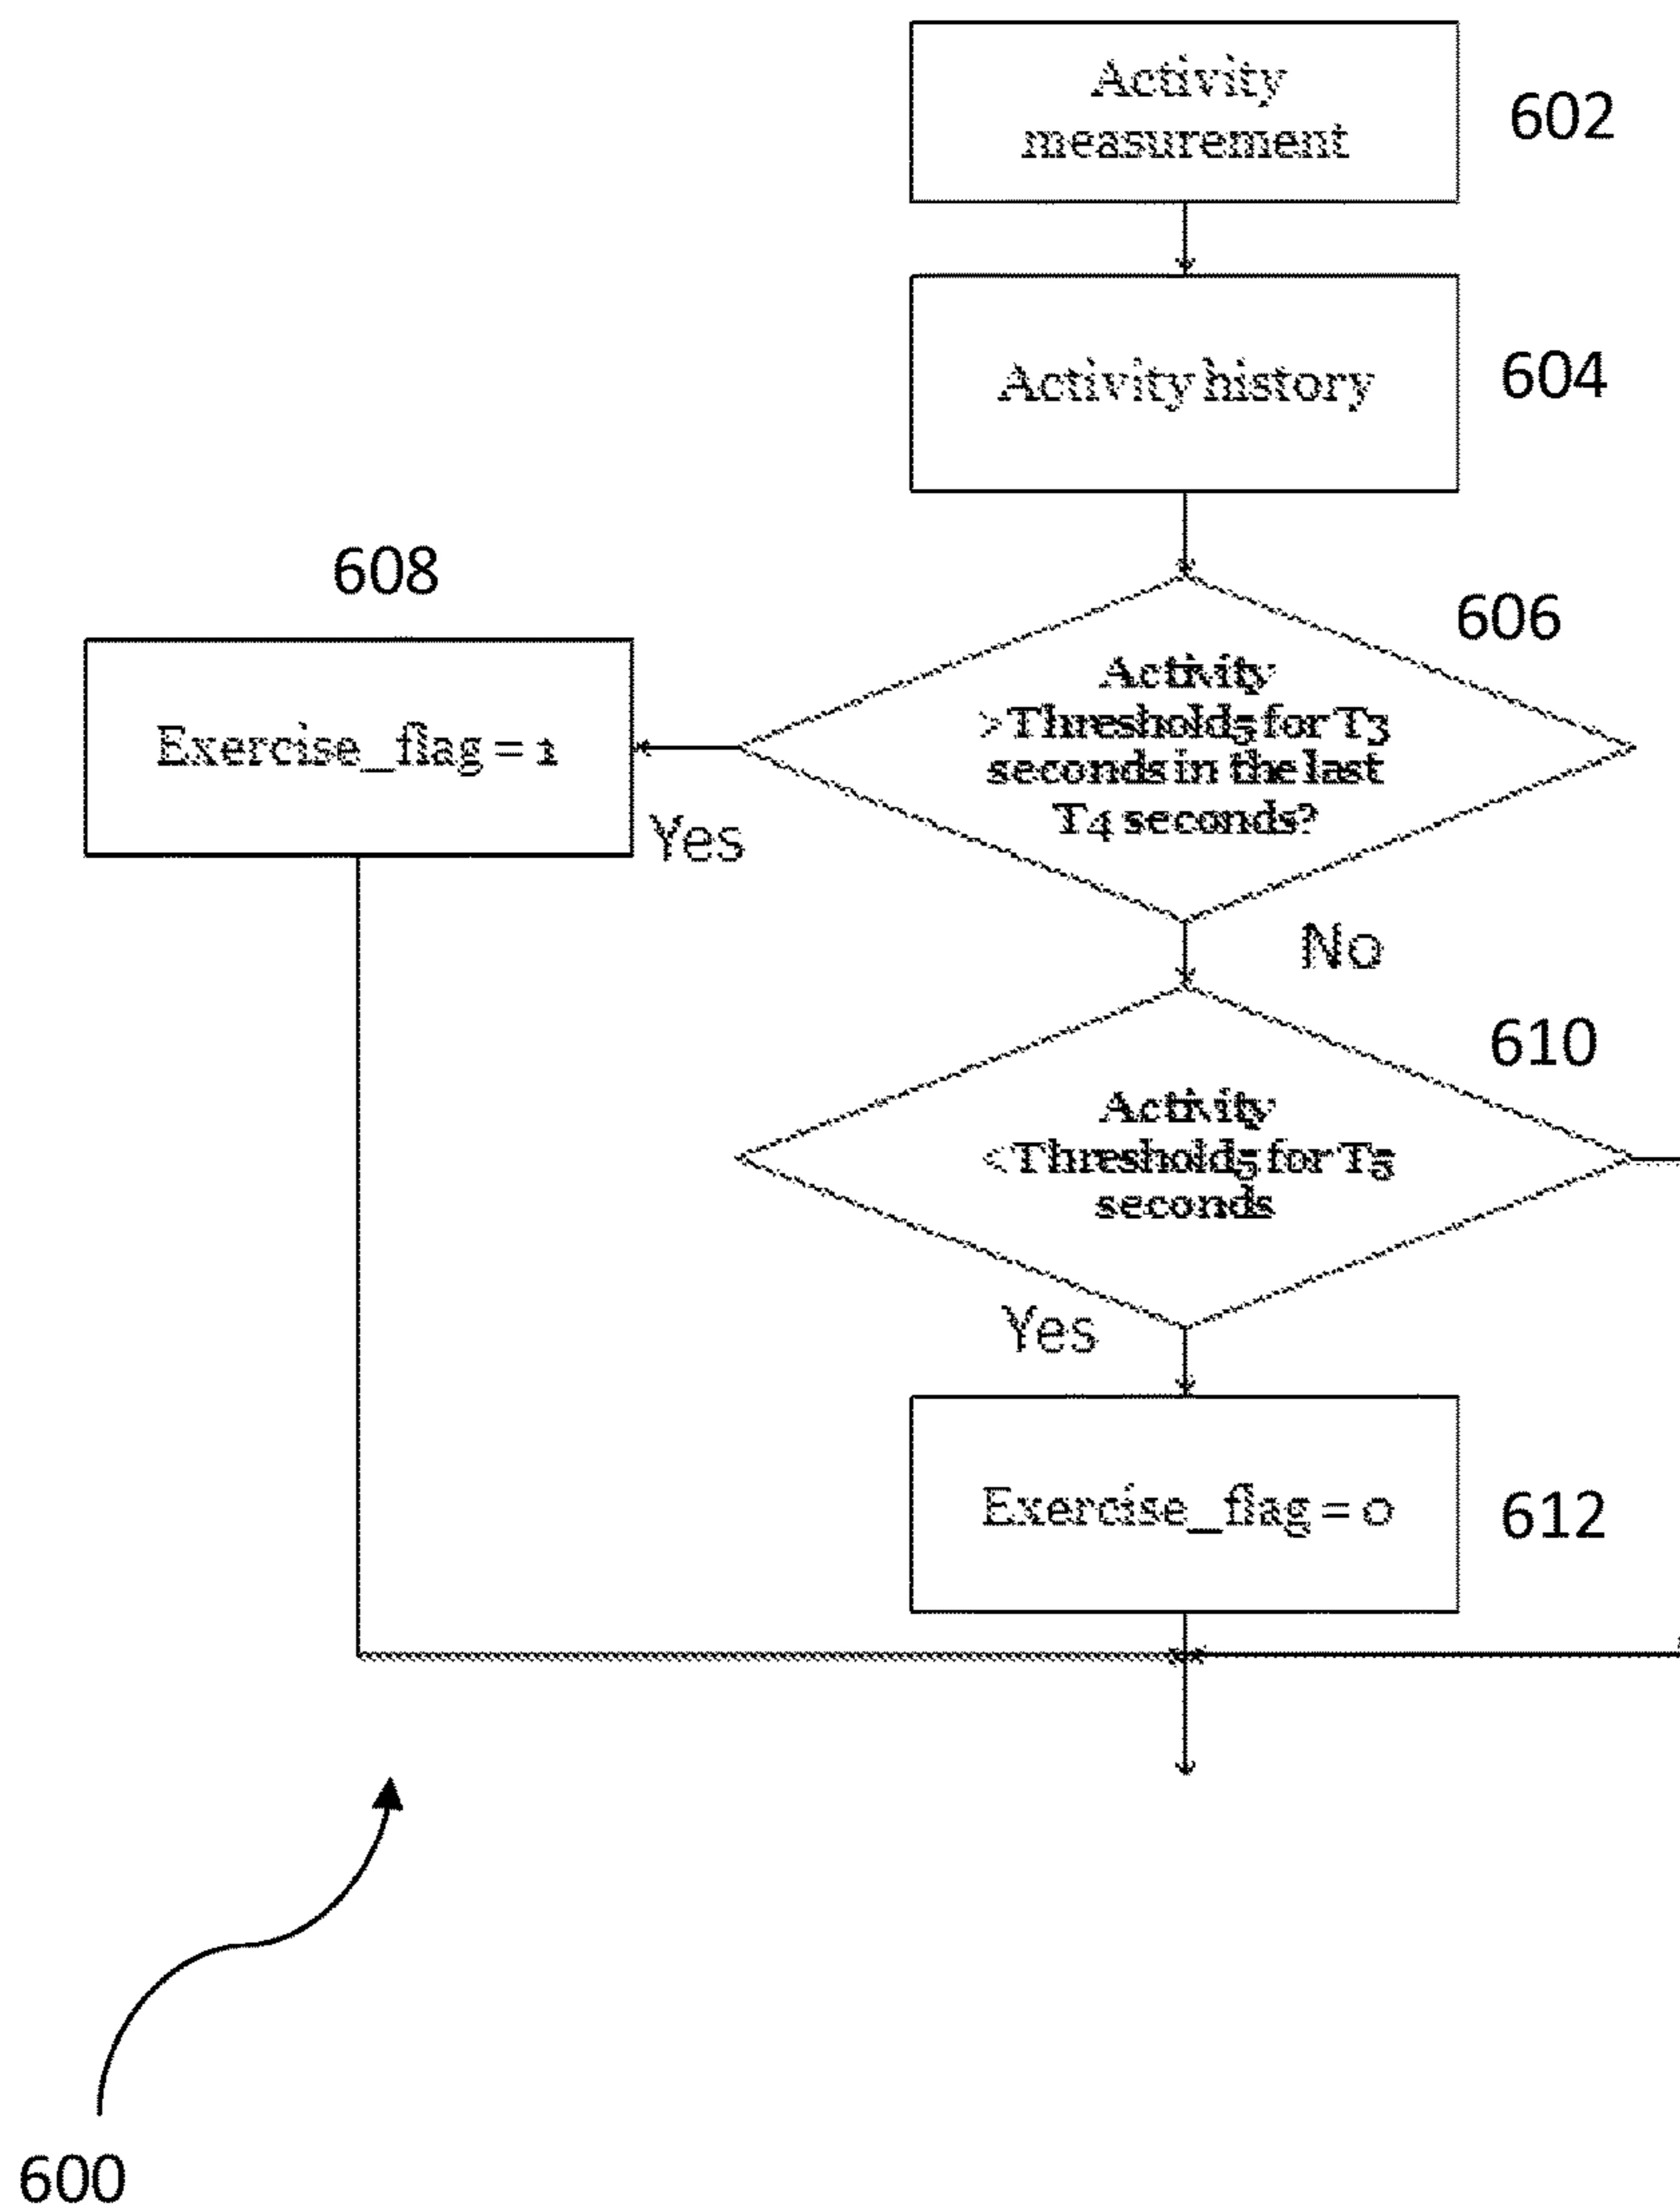 Activity
measurement
602
Activity history
604
608
606
Exercise_flag = 1
Activity
>Threshold5 for T3
seconds in the last
T4 seconds?
Yes
No
610
Activity
<Threshold5 for T5
seconds
Yes
Exercise_flag = 0
612
600